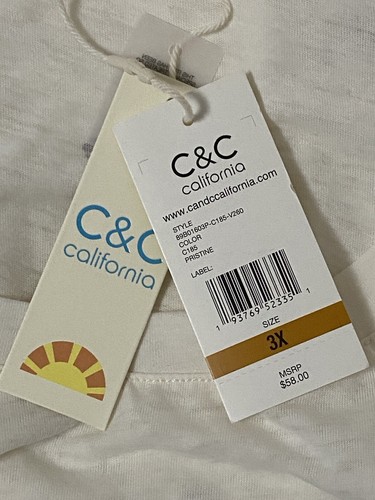 C&C
california
C&C
california
www.candccalifornia.com
STYLE
89B01603P-C185-V260
COLOR
C185
PRISTINE
LABEL:
1 93769 52335 1
SIZE
3X
MSRP
$58.00